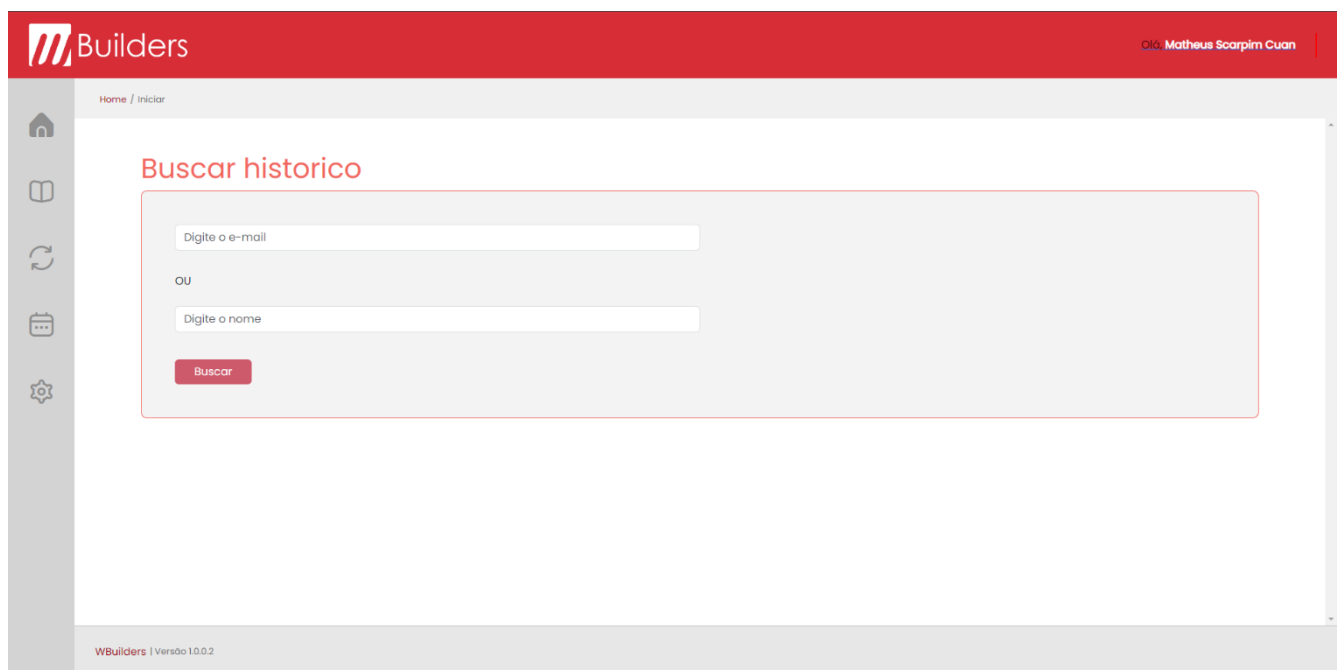 Builders
Olá, Matheus Scarpim Cuan
Home / Iniciar
Buscar historico
Digite o e-mail
OU
Digite o nome
Buscar
WBuilders | Versão 1.0.0.2